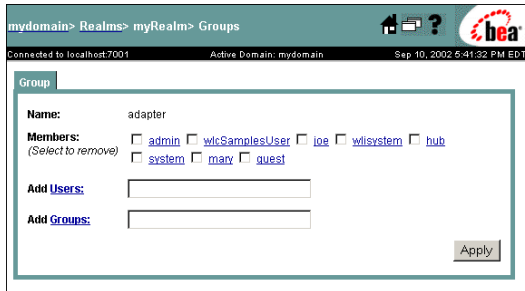 mydomain> Realms> myRealm> Groups
?
bea
Connected to localhost:7001 Active Domain: mydomain Sep 10, 2002 5:41:32 PM EDT
Group
Name: adapter
Members: admin wlcSamplesUser joe wlisystem hub
(Select to remove) system mary guest
Add Users:
Add Groups:
Apply